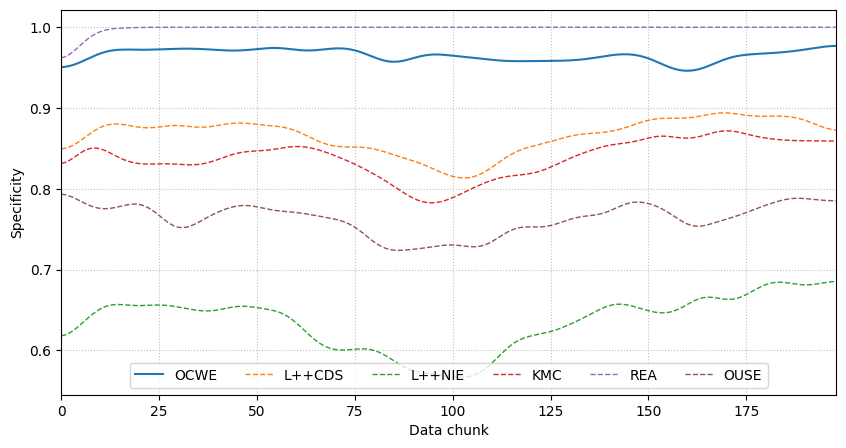 1.0
0.9
0.8
0.7
0.6
Specificity
OCWE L++CDS L++NIE KMC REA OUSE
0 25 50 75 100 125 150 175
Data chunk